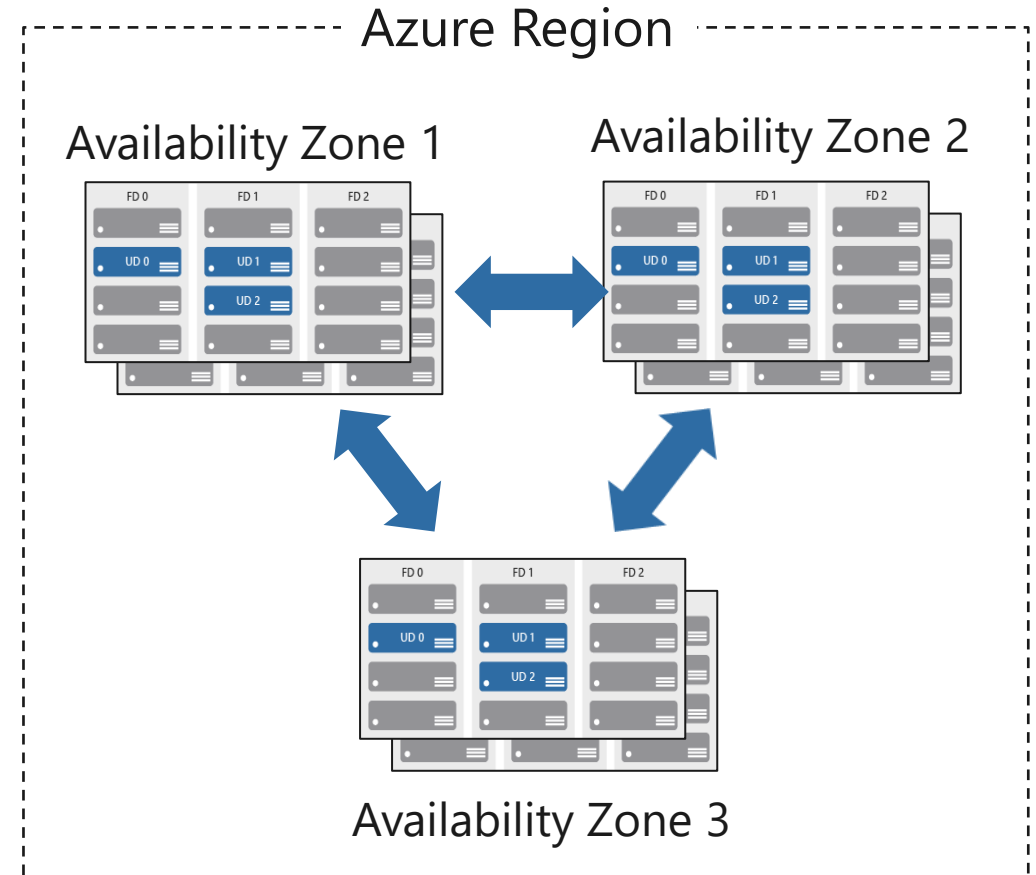 Azure Region
Availability Zone 1
FD 0 FD 1 FD 2
UD 0 UD 1
UD 2
Availability Zone 2
FD 0 FD 1 FD 2
UD 0 UD 1
UD 2
FD 0 FD 1 FD 2
UD 0 UD 1
UD 2
Availability Zone 3